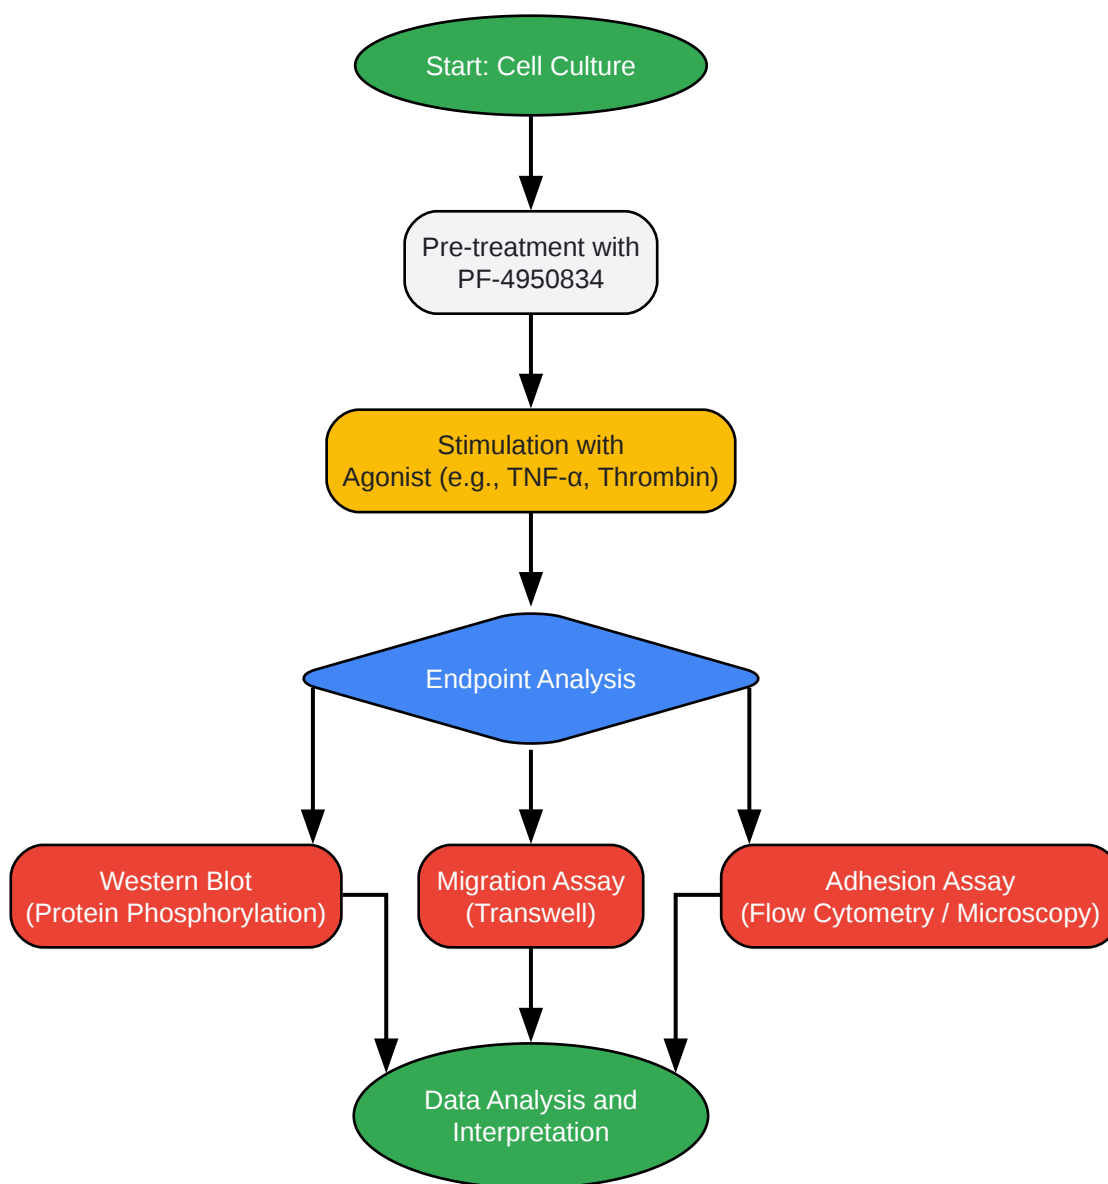 Start: Cell Culture
Pre-treatment with
PF-4950834
Stimulation with
Agonist (e.g., TNF-α, Thrombin)
Endpoint Analysis
Western Blot
(Protein Phosphorylation)
Migration Assay
(Transwell)
Adhesion Assay
(Flow Cytometry / Microscopy)
Data Analysis and
Interpretation